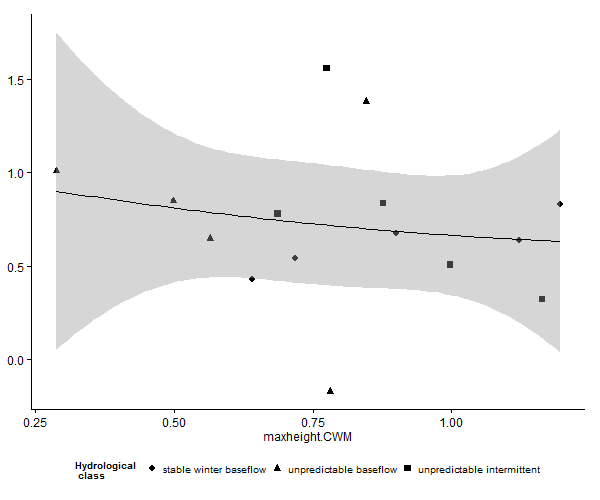 1.5
1.0
0.5
0.0
0.25 0.50 0.75 1.00
maxheight.CWM
Hydrological class stable winter baseflow unpredictable baseflow unpredictable intermittent